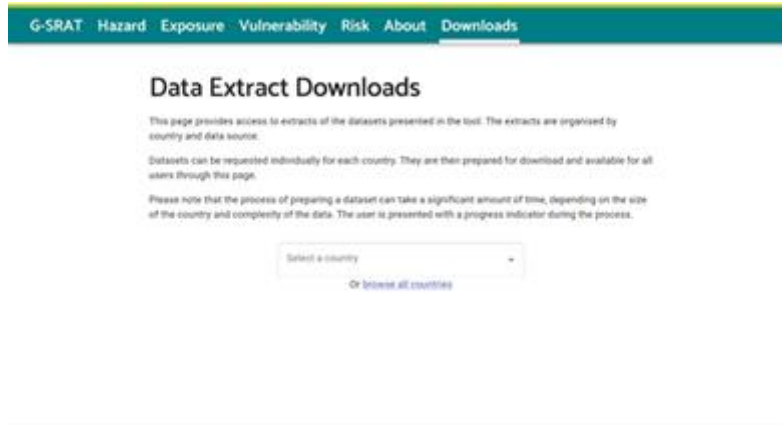 G-SRAT Hazard Exposure Vulnerability Risk About Downloads
Data Extract Downloads
This page provides access to extracts of the datasets presented in the tool. The extracts are organised by
country and data source.
Datasets can be requested individually for each country. They are then prepared for download and available for all
users through this page.
Please note that the process of preparing a dataset can take a significant amount of time, depending on the size
of the country and complexity of the data. The user is presented with a progress indicator during the process.
Select a country
Or browse all countries